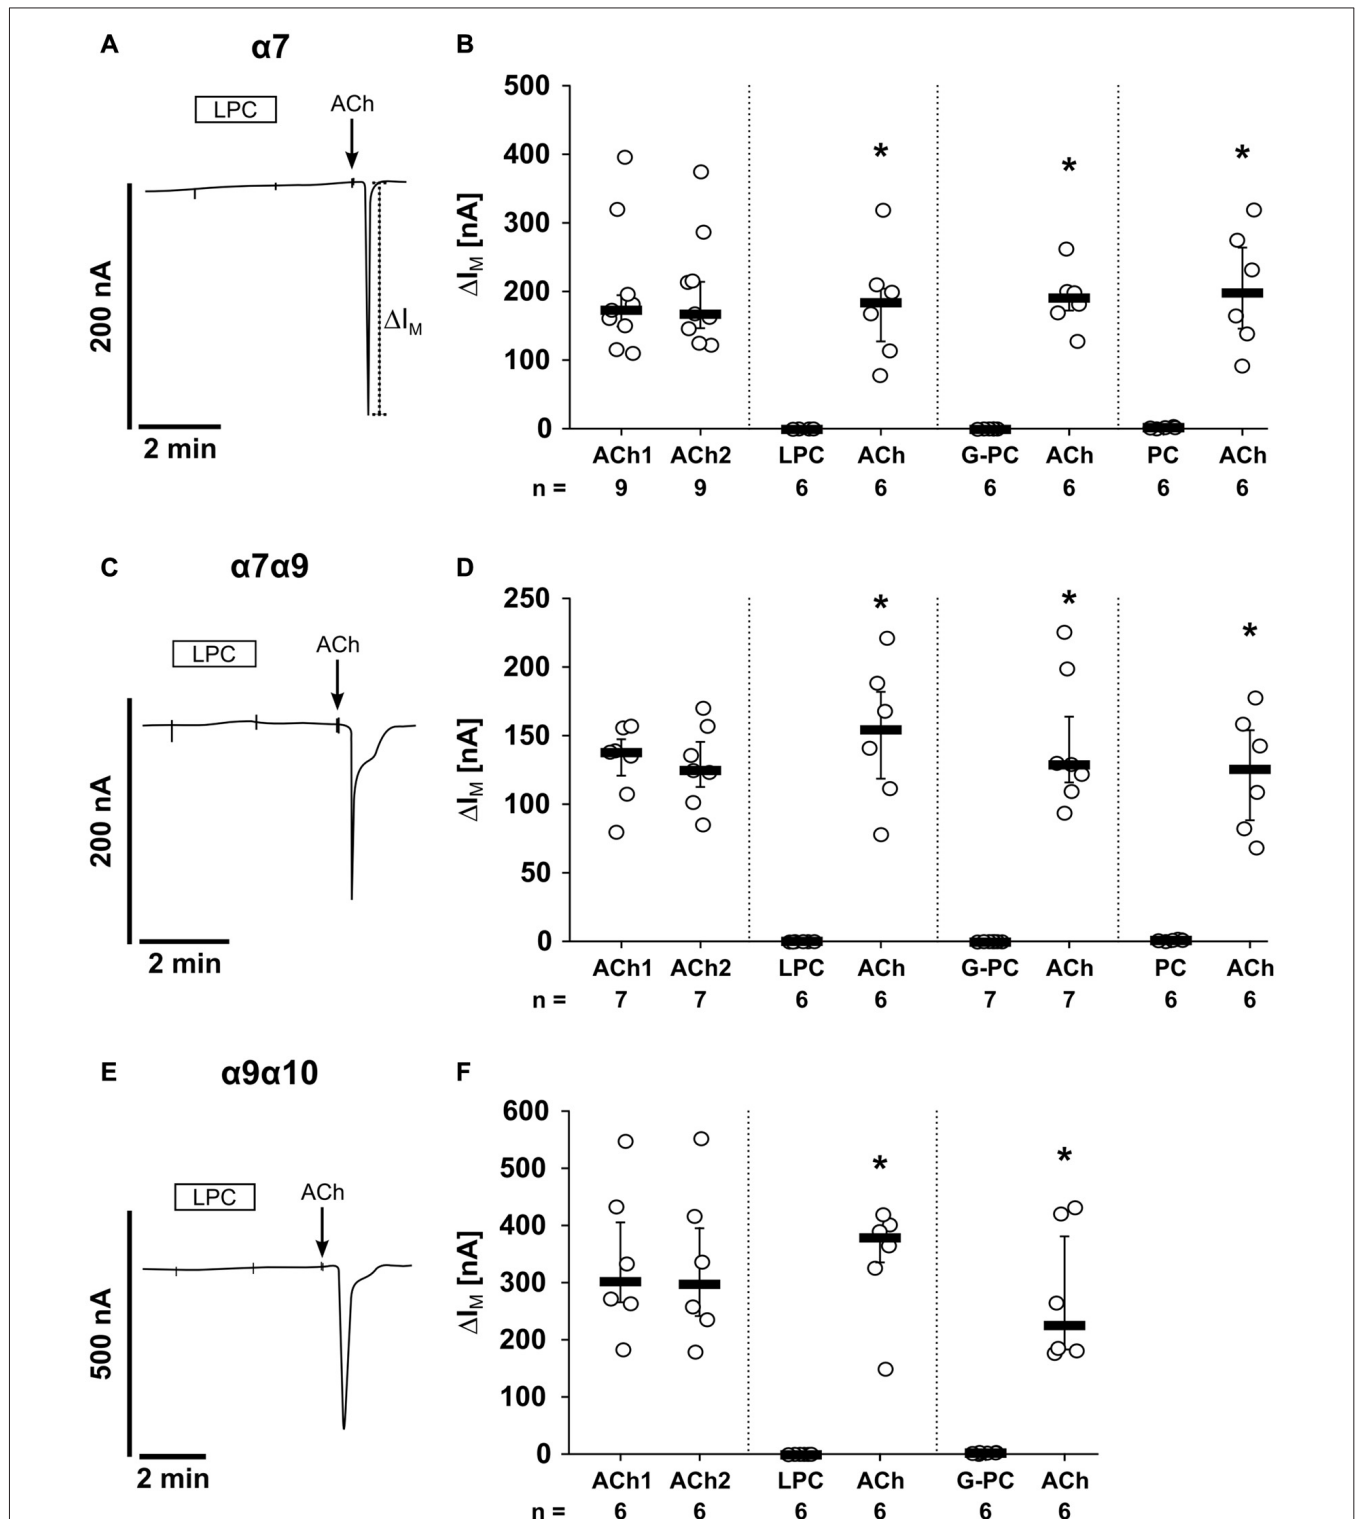 A
α7
LPC
ACh
200 nA
ΔI_M
2 min
B
ΔI_M [nA]
500
400
300
200
100
0
* * *
ACh1 ACh2 LPC ACh G-PC ACh PC ACh
n = 9 9 6 6 6 6 6 6
C
α7α9
LPC
ACh
200 nA
2 min
D
ΔI_M [nA]
250
200
150
100
50
0
* * *
ACh1 ACh2 LPC ACh G-PC ACh PC ACh
n = 7 7 6 6 7 7 6 6
E
α9α10
LPC
ACh
500 nA
2 min
F
ΔI_M [nA]
600
500
400
300
200
100
0
* *
ACh1 ACh2 LPC ACh G-PC ACh
n = 6 6 6 6 6 6